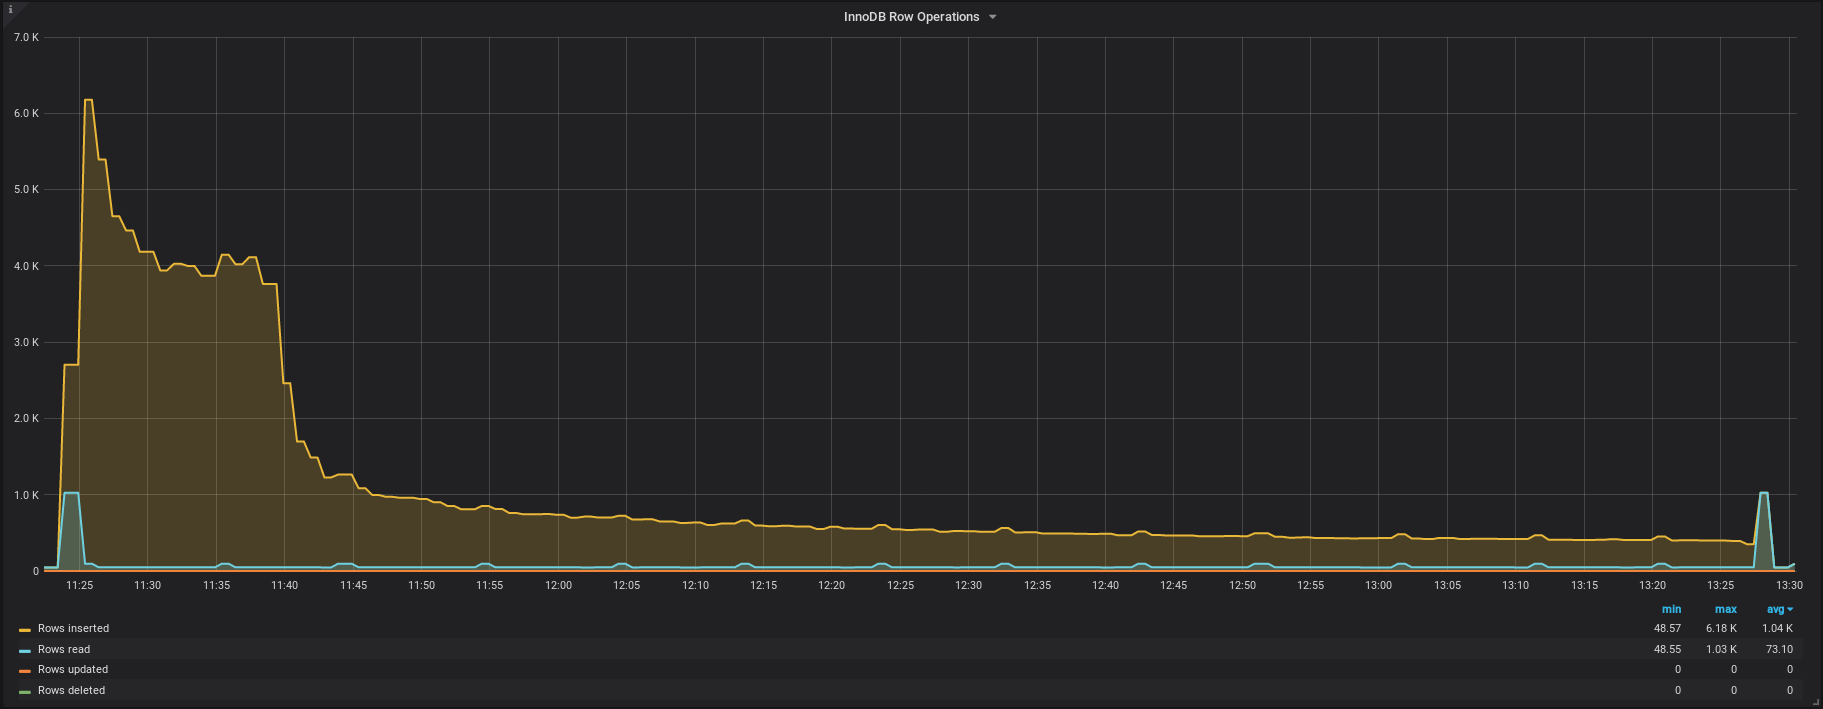 i
InnoDB Row Operations
7.0 K
6.0 K
5.0 K
4.0 K
3.0 K
2.0 K
1.0 K
0
11:25 11:30 11:35 11:40 11:45 11:50 11:55 12:00 12:05 12:10 12:15 12:20 12:25 12:30 12:35 12:40 12:45 12:50 12:55 13:00 13:05 13:10 13:15 13:20 13:25 13:30
min max avg
Rows inserted 48.57 6.18 K 1.04 K
Rows read 48.55 1.03 K 73.10
Rows updated 0 0 0
Rows deleted 0 0 0